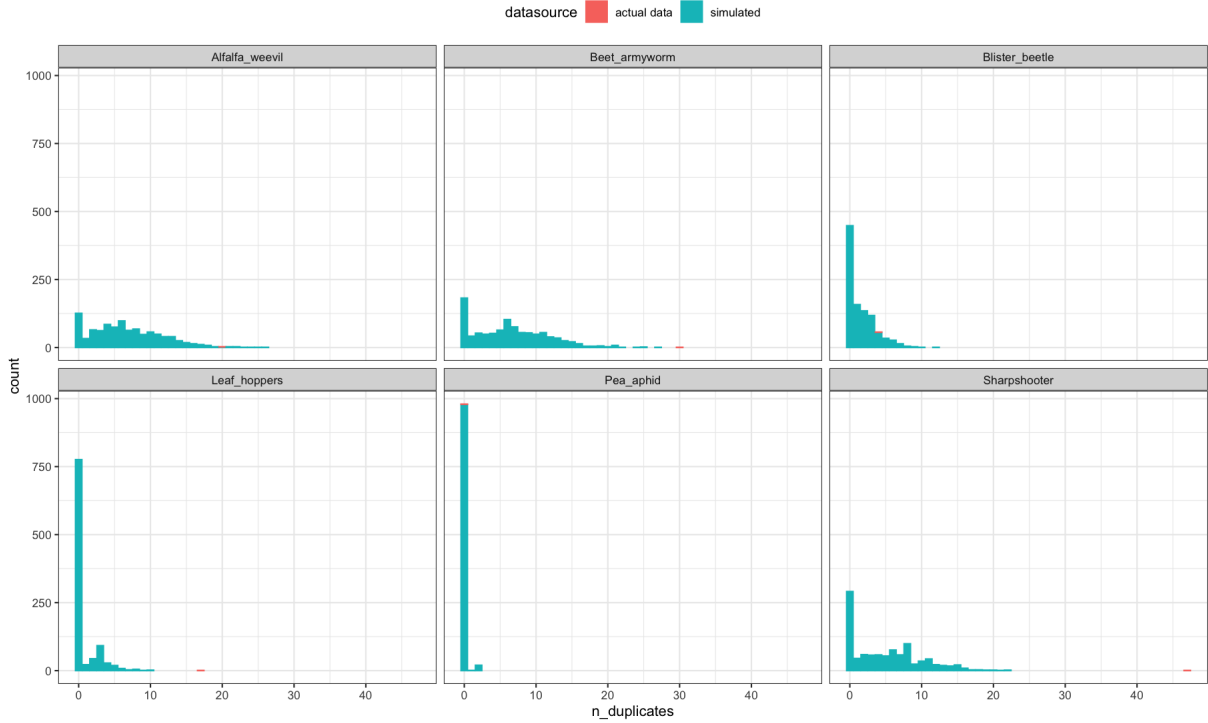 datasource actual data simulated
Alfalfa_weevil Beet_armyworm Blister_beetle
1000
750
500
250
0
count
Leaf_hoppers Pea_aphid Sharpshooter
1000
750
500
250
0
0 10 20 30 40 0 10 20 30 40 0 10 20 30 40
n_duplicates